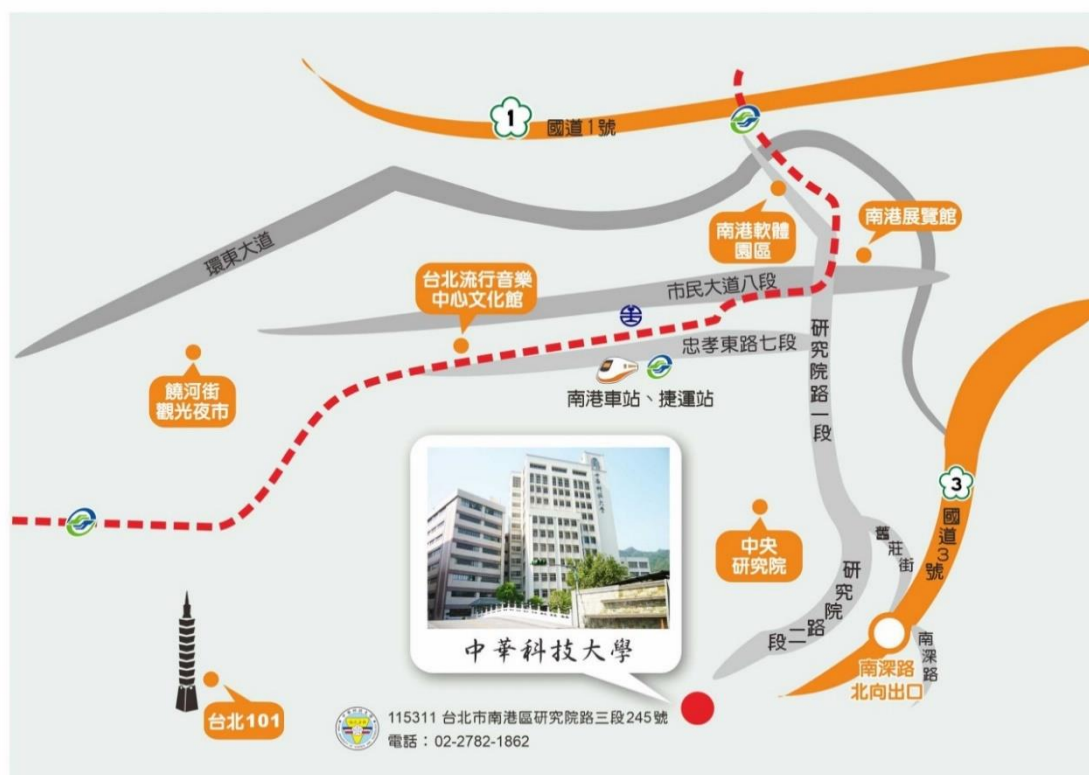 1
國道1號
南港軟體
園區
南港展覽館
環東大道
台北流行音樂
中心文化館
市民大道八段
忠孝東路七段
研究院路一段
饒河街
觀光夜市
南港車站、捷運站
3
國道3號
中華科技大學
中央
研究院
舊莊街
研究院路二段
南深路
南深路
北向出口
台北101
115311 台北市南港區研究院路三段245號
電話：02-2782-1862